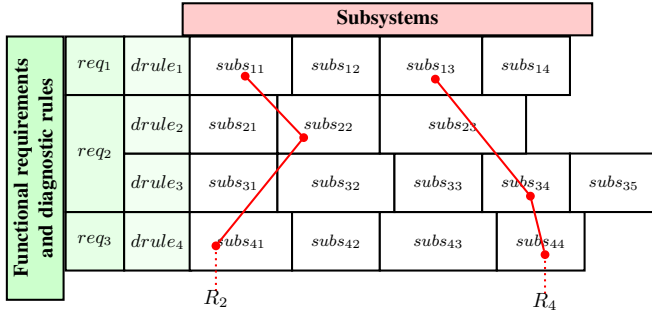 Subsystems
Functional requirements
and diagnostic rules
req₁ drule₁ subs₁₁ subs₁₂ subs₁₃ subs₁₄
drule₂ subs₂₁ subs₂₂ subs₂₃
req₂
drule₃ subs₃₁ subs₃₂ subs₃₃ subs₃₄ subs₃₅
req₃ drule₄ subs₄₁ subs₄₂ subs₄₃ subs₄₄
R₂ R₄